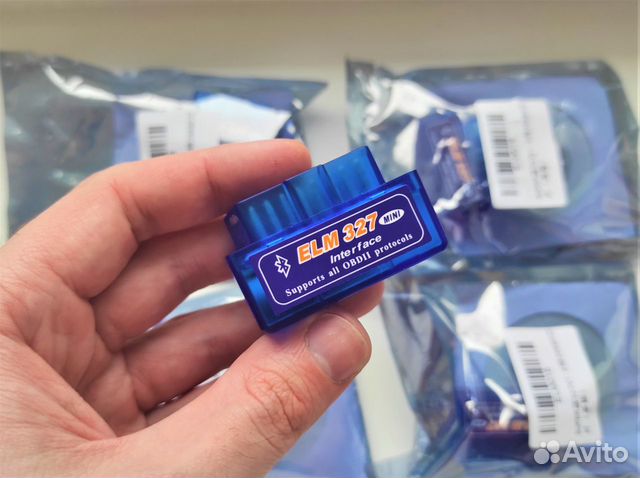 ELM 327 MINI
Interface
Supports all OBDII protocols
Avito